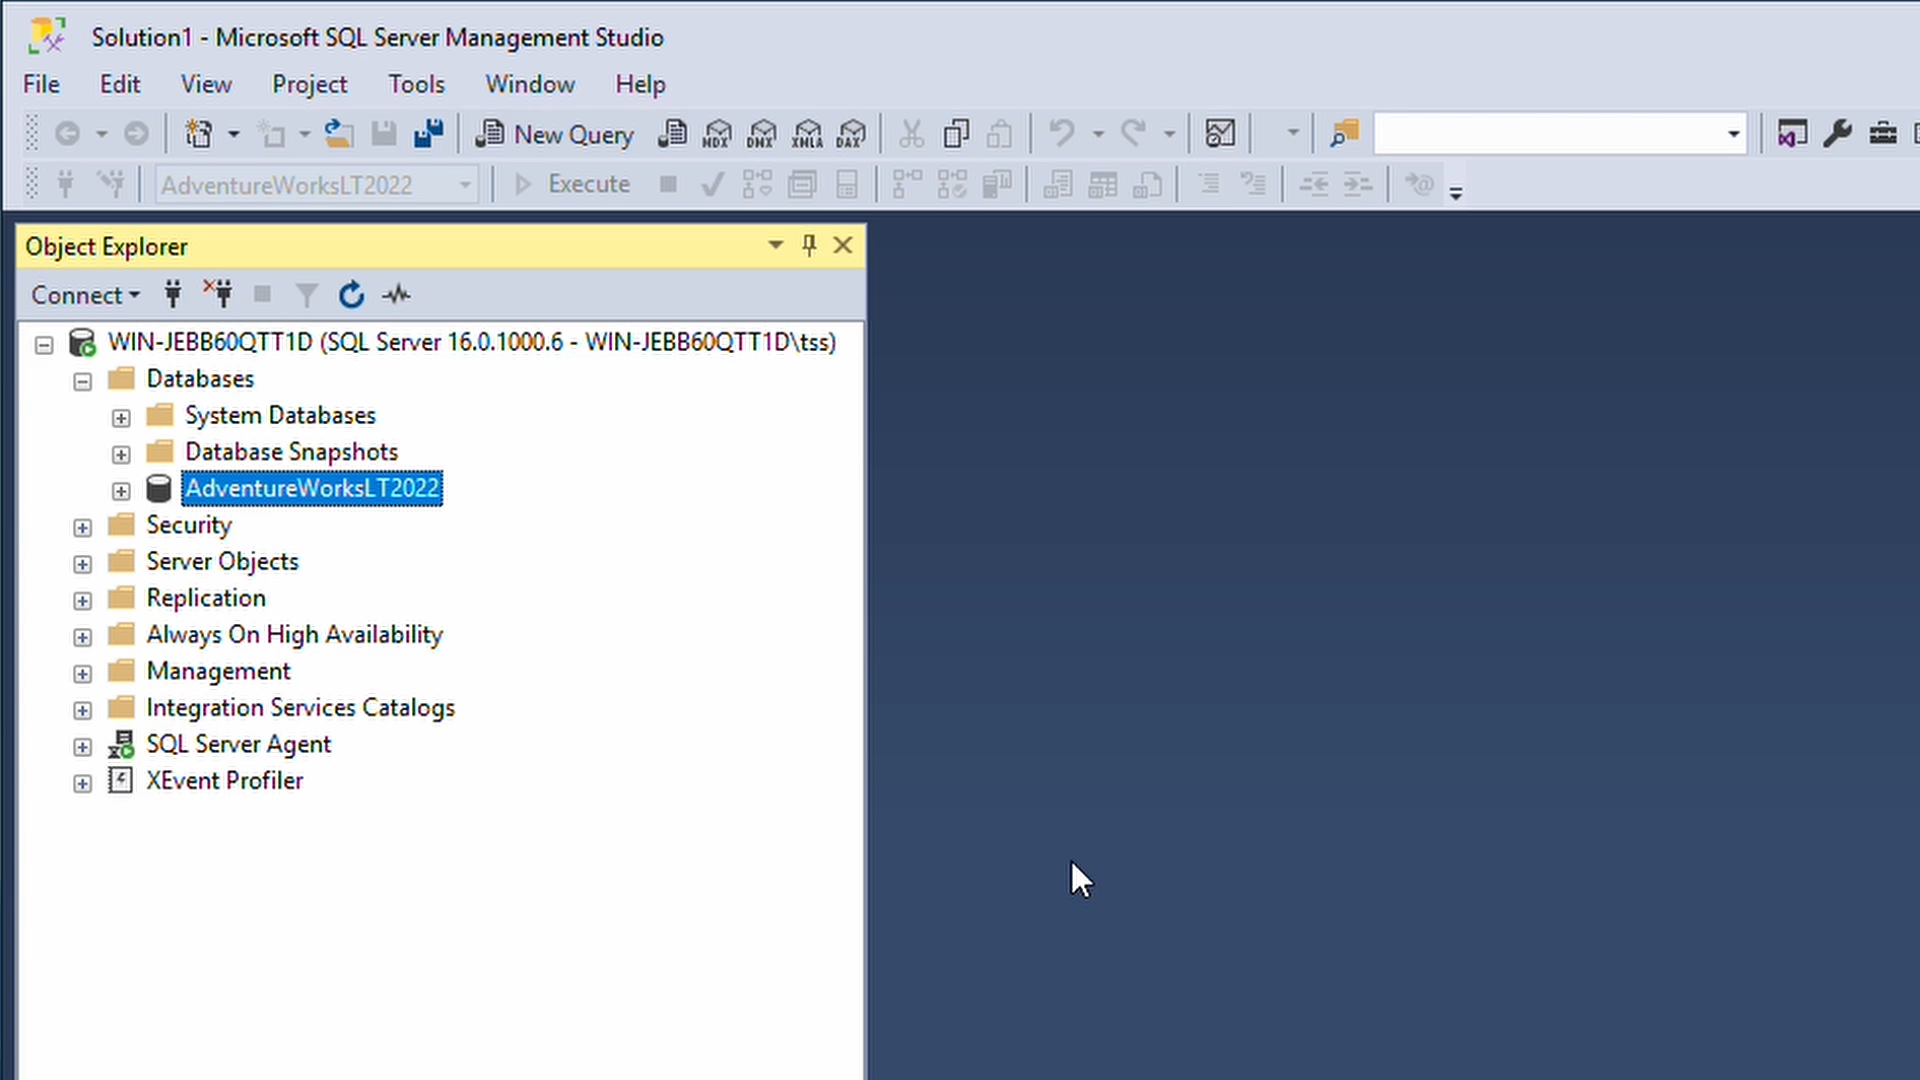 Solution1 - Microsoft SQL Server Management Studio
File Edit View Project Tools Window Help
New Query MDX DMX XMLA DAX
AdventureWorksLT2022 Execute
Object Explorer
Connect
WIN-JEBB60QTT1D (SQL Server 16.0.1000.6 - WIN-JEBB60QTT1D\tss)
Databases
System Databases
Database Snapshots
AdventureWorksLT2022
Security
Server Objects
Replication
Always On High Availability
Management
Integration Services Catalogs
SQL Server Agent
XEvent Profiler